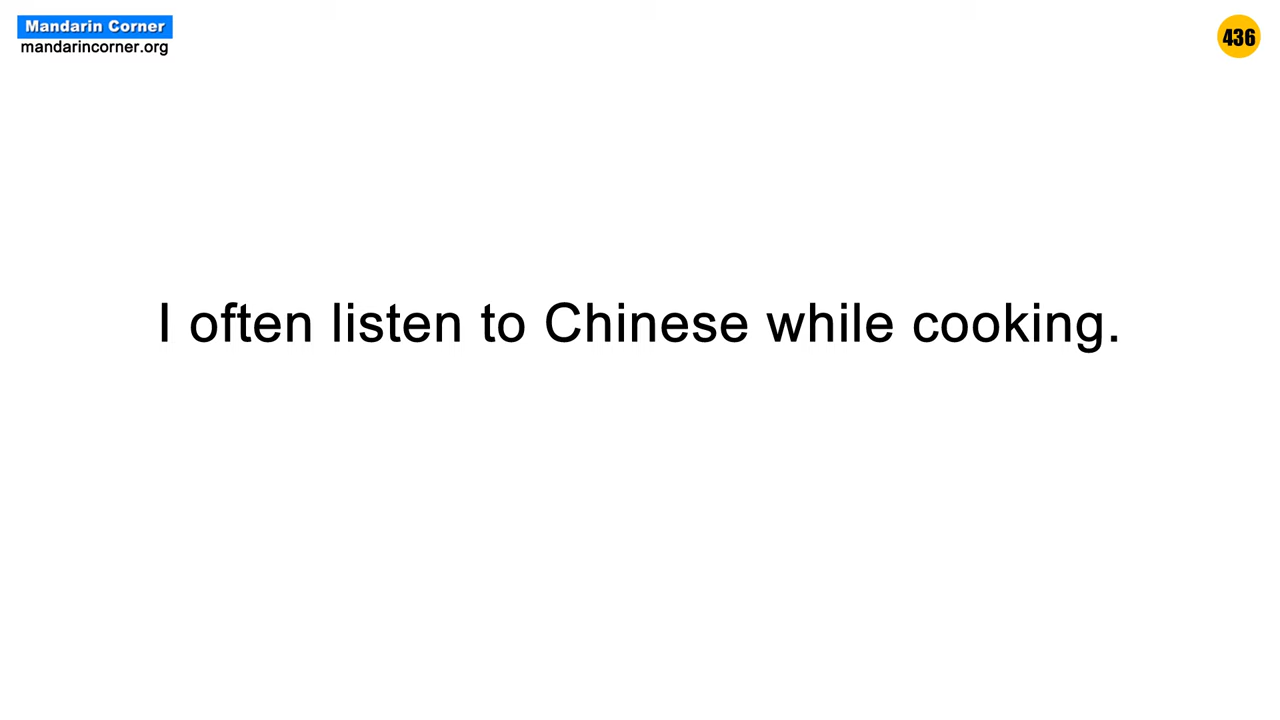 Mandarin Corner
mandarincorner.org
436
I often listen to Chinese while cooking.